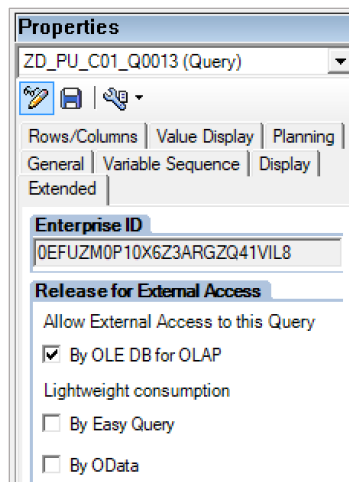 Properties
ZD_PU_C01_Q0013 (Query)
Rows/Columns Value Display Planning
General Variable Sequence Display
Extended
Enterprise ID
0EFUZM0P10X6Z3ARGZQ41VIL8
Release for External Access
Allow External Access to this Query
By OLE DB for OLAP
Lightweight consumption
By Easy Query
By OData